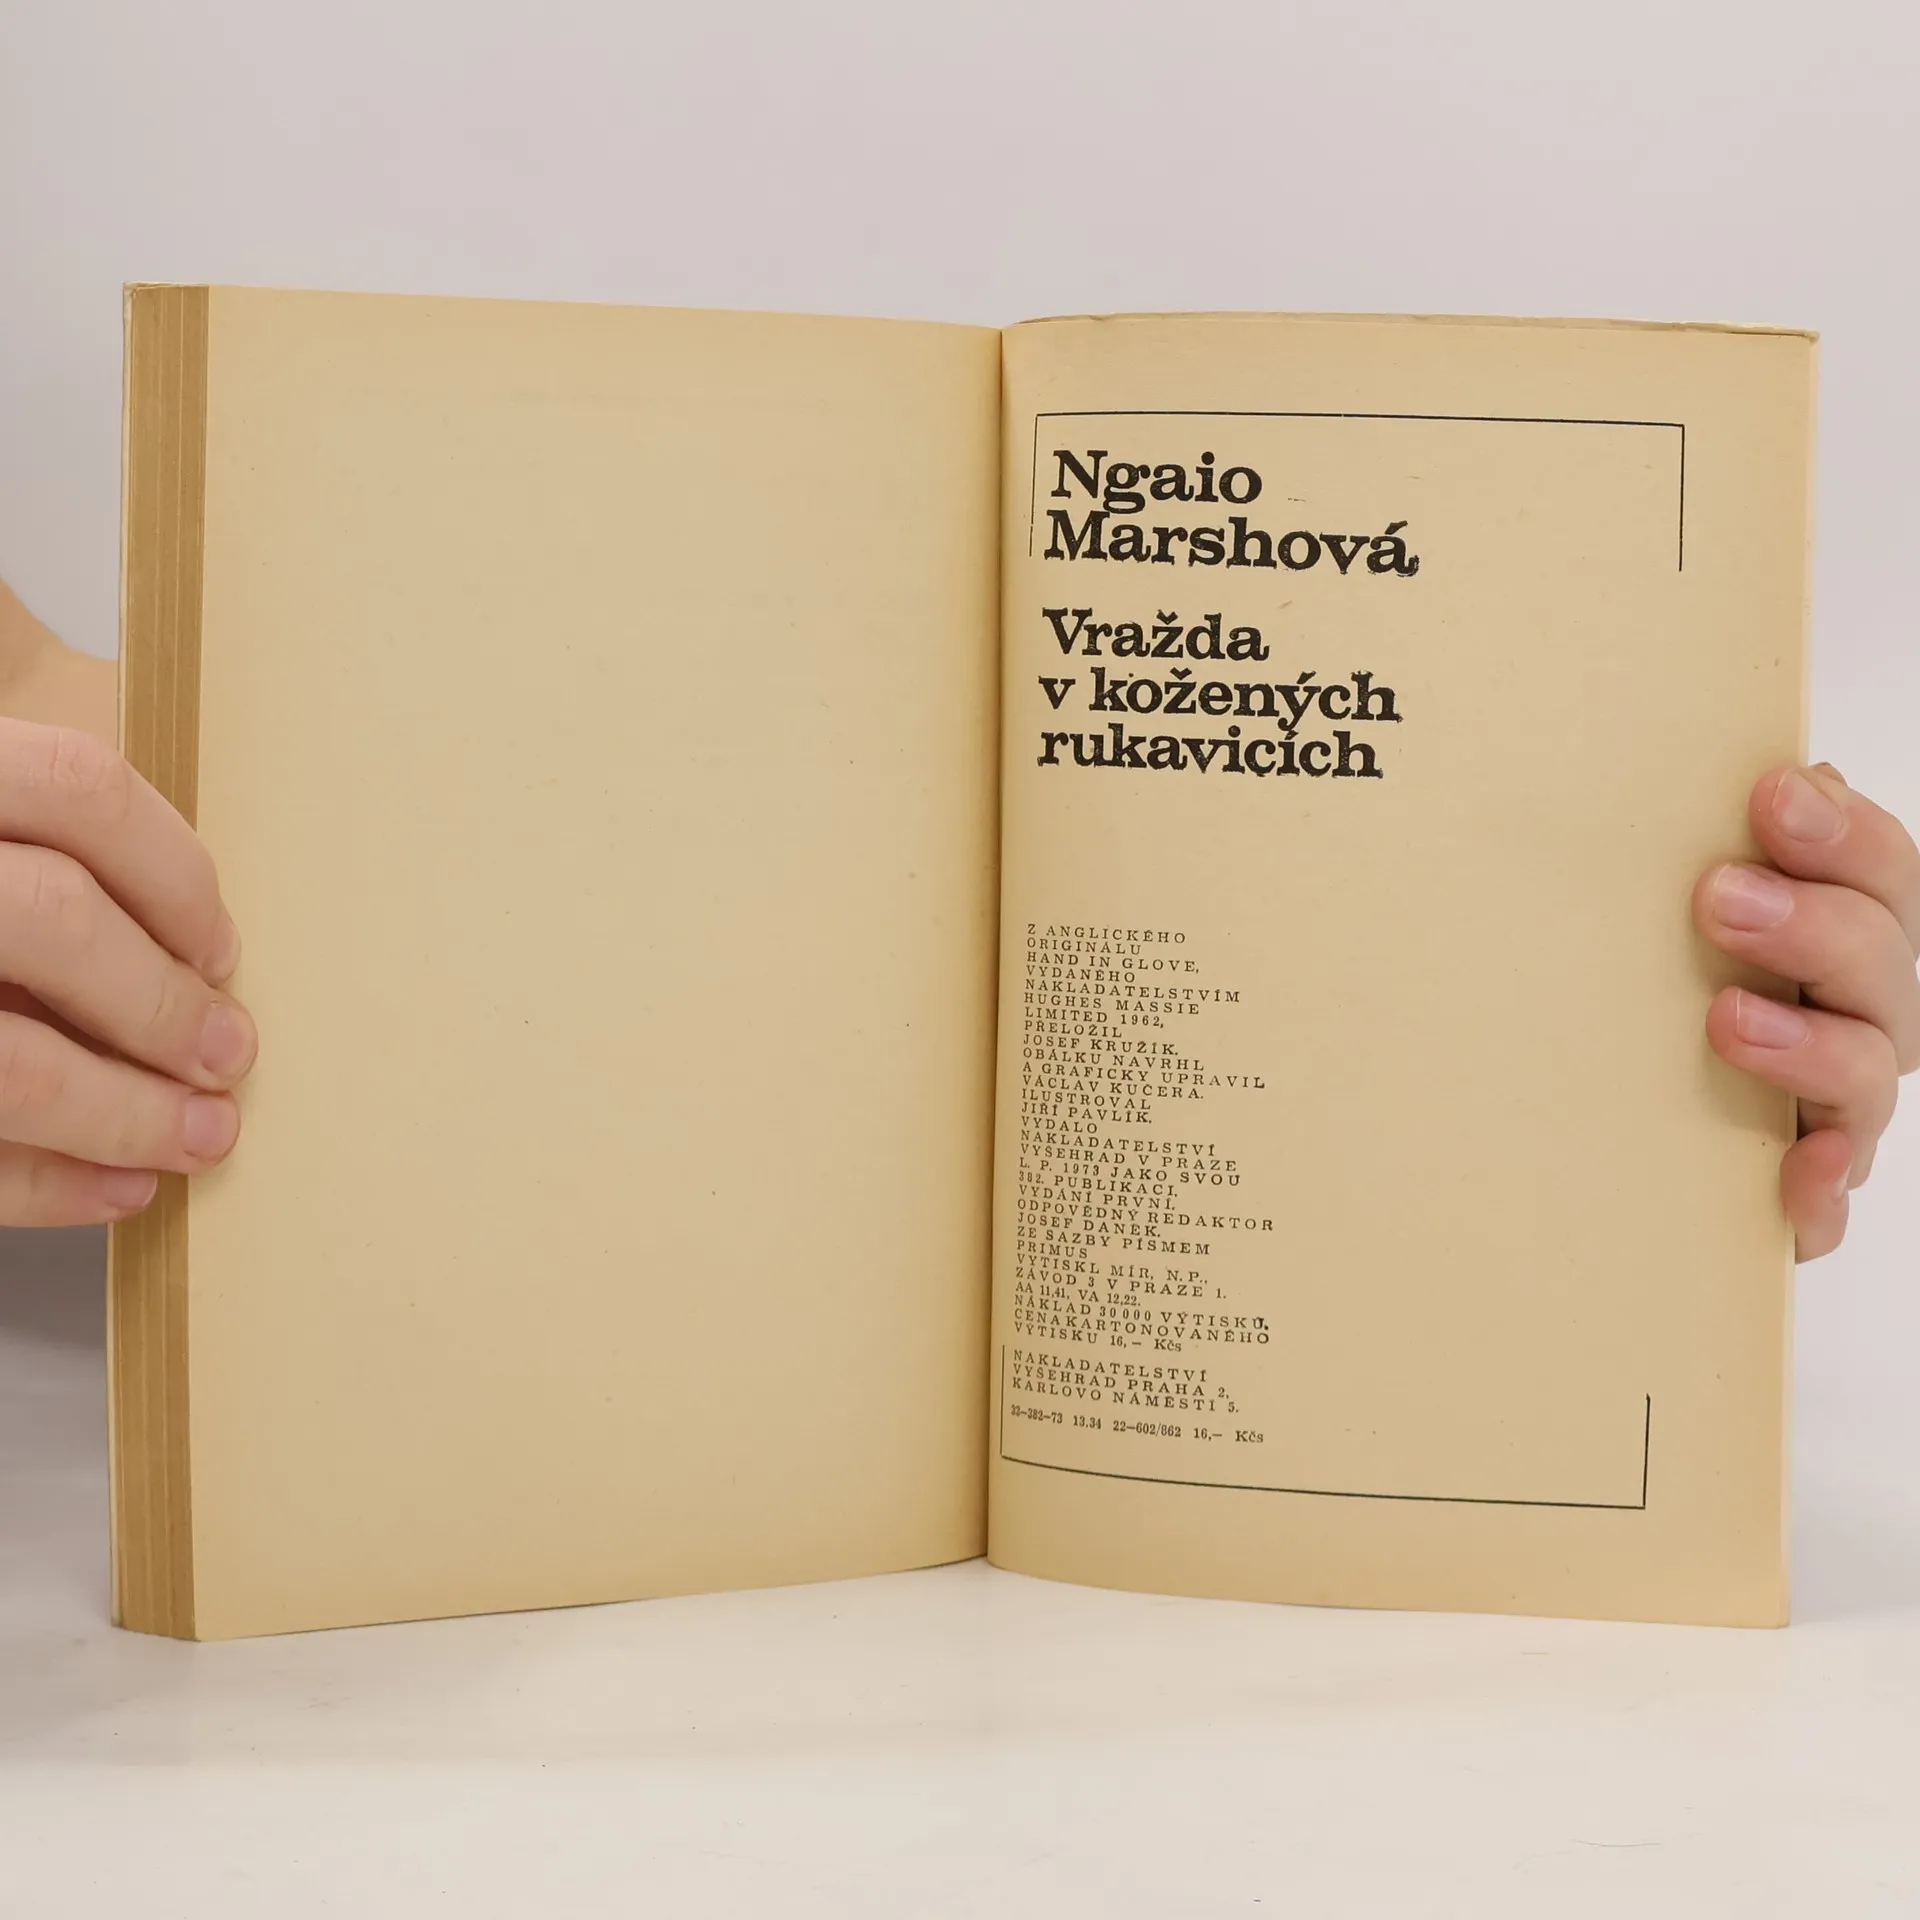 Ngaio
Marshová
Vražda
v kožených
rukavicích
Z ANGLICKÉHO
ORIGINÁLU
HAND IN GLOVE,
VYDANÉHO
NAKLADATELSTVÍM
HUGHES MASSIE
LIMITED 1962,
PŘELOŽIL
JOSEF KRUŽÍK.
OBÁLKU NAVRHL
A GRAFICKY UPRAVIL
VÁCLAV KUČERA.
ILUSTROVAL
JIŘÍ PAVLÍK.
VYDALO
NAKLADATELSTVÍ
VYŠEHRAD V PRAZE
L. P. 1973 JAKO SVOU
382. PUBLIKACI.
VYDÁNÍ PRVNÍ.
ODPOVĚDNÝ REDAKTOR
JOSEF DANĚK.
ZE SAZBY PÍSMEM
PRIMUS
VYTISKL MÍR, N. P.,
ZÁVOD 3 V PRAZE 1.
AA 11,41, VA 12,22.
NÁKLAD 30 000 VÝTISKŮ.
CENA KARTONOVANÉHO
VÝTISKU 16,— Kčs
NAKLADATELSTVÍ
VYŠEHRAD PRAHA 2,
KARLOVO NÁMĚSTÍ 5.
33—382—73 13.34 22—602/862 16,— Kčs